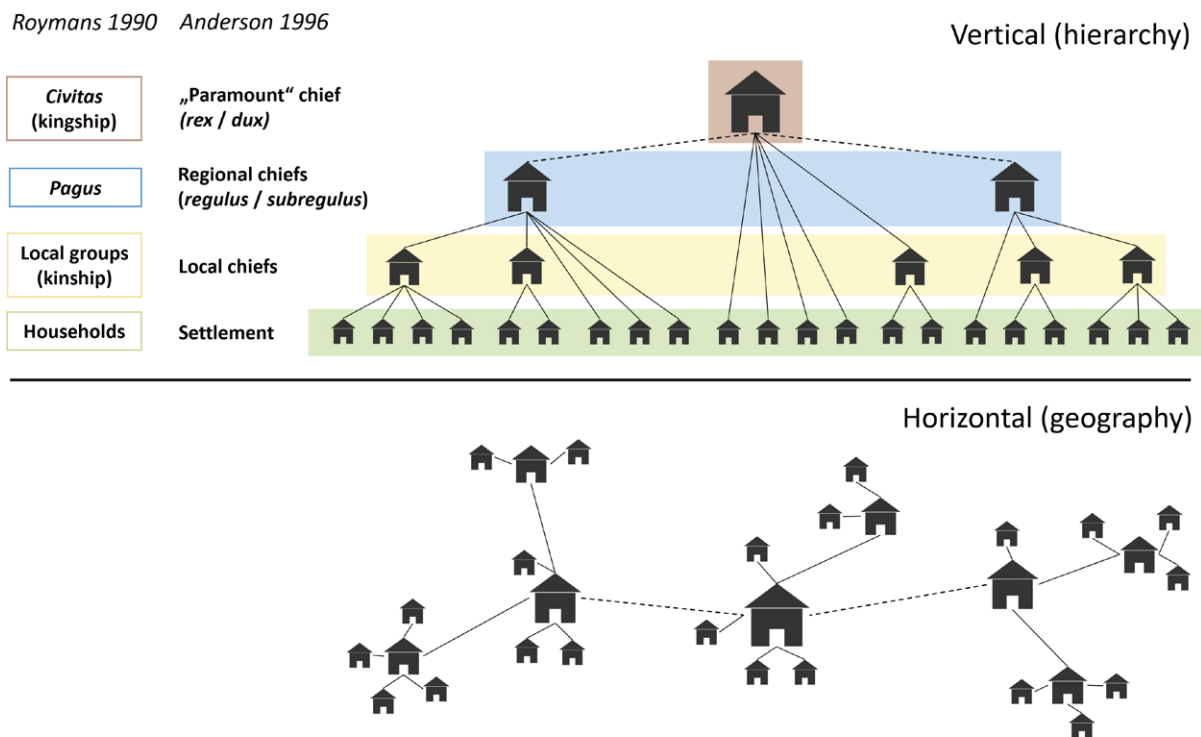 Roymans 1990 Anderson 1996
Vertical (hierarchy)
Civitas
(kingship)
„Paramount“ chief
(rex / dux)
Pagus
Regional chiefs
(regulus / subregulus)
Local groups
(kinship)
Local chiefs
Households
Settlement
Horizontal (geography)